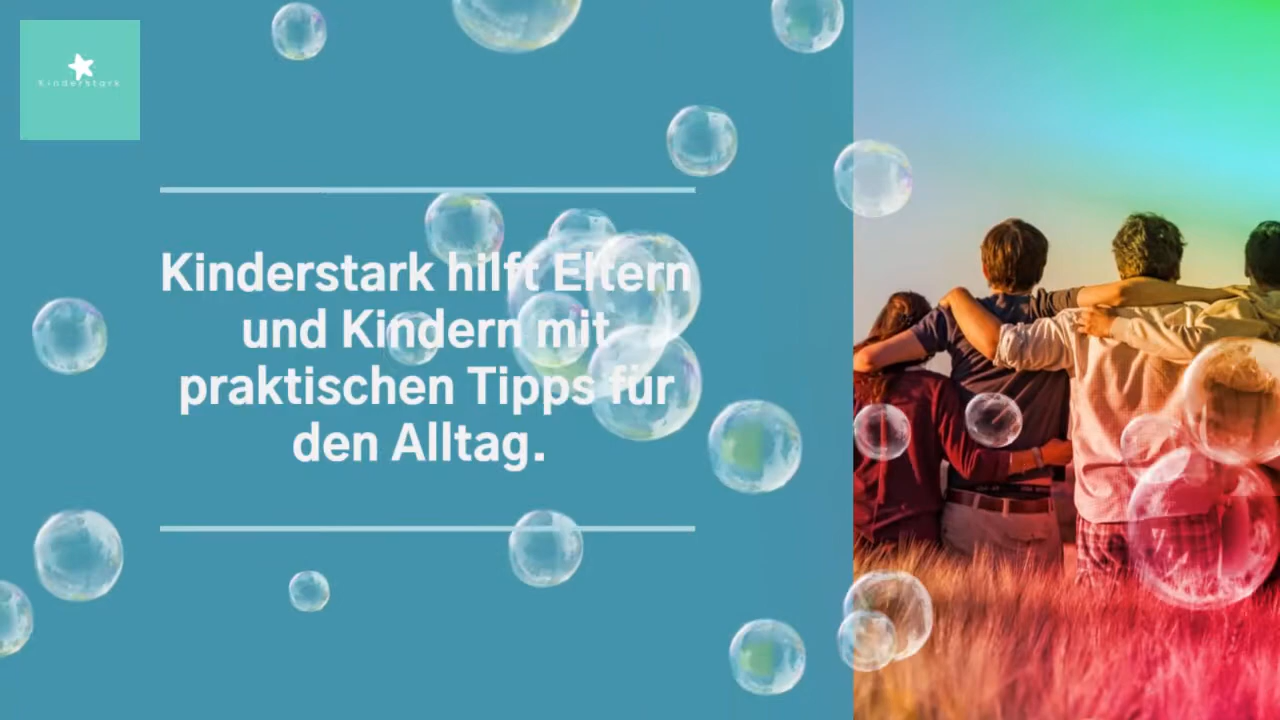 Kinderstark
Kinderstark hilft Eltern
und Kindern mit
praktischen Tipps für
den Alltag.